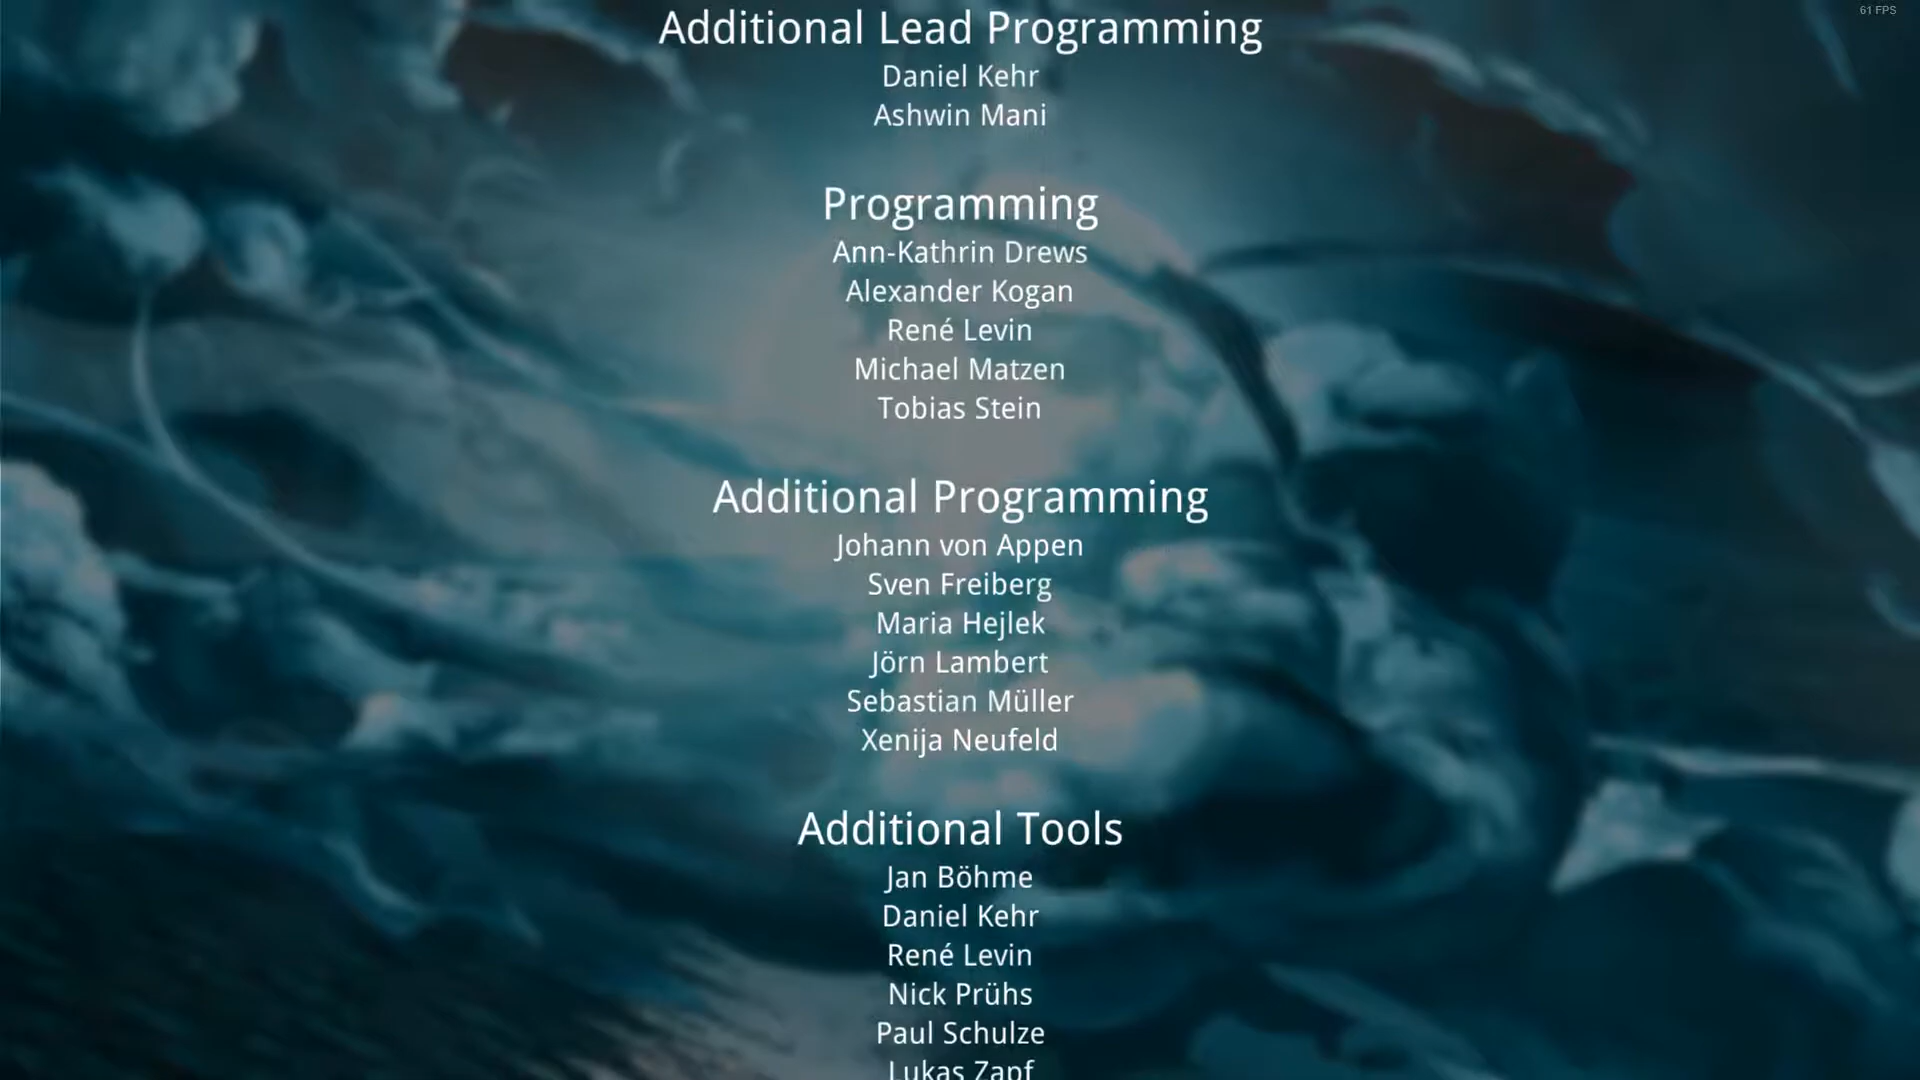 61 FPS
Additional Lead Programming
Daniel Kehr
Ashwin Mani
Programming
Ann-Kathrin Drews
Alexander Kogan
René Levin
Michael Matzen
Tobias Stein
Additional Programming
Johann von Appen
Sven Freiberg
Maria Hejlek
Jörn Lambert
Sebastian Müller
Xenija Neufeld
Additional Tools
Jan Böhme
Daniel Kehr
René Levin
Nick Prühs
Paul Schulze
Lukas Zapf